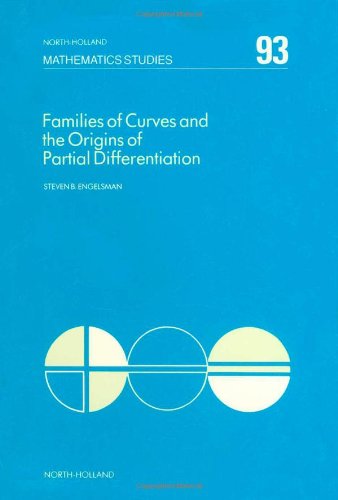 NORTH-HOLLAND
MATHEMATICS STUDIES 93
Families of Curves and
the Origins of
Partial Differentiation
STEVEN B. ENGELSMAN
NORTH-HOLLAND